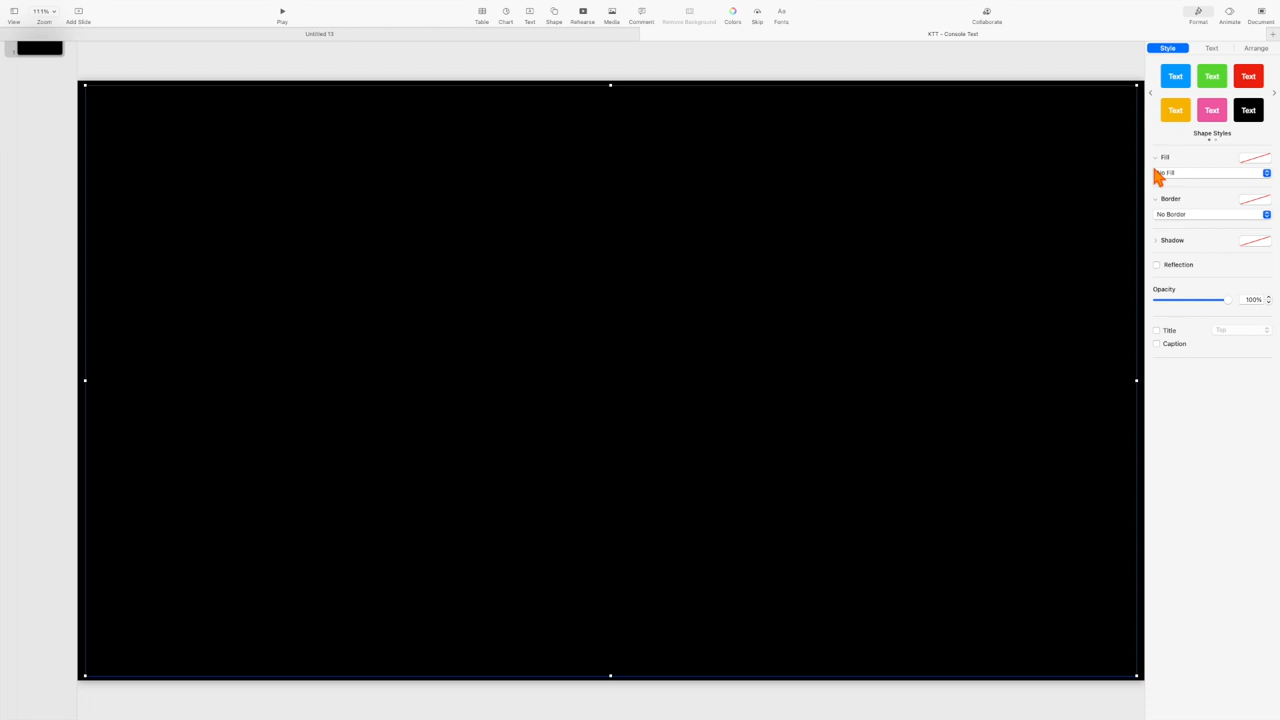 111%
View
Zoom
Add Slide
Play
Table
Chart
Text
Shape
Rehearse
Media
Comment
Remove Background
Colors
Skip
Aa
Fonts
Collaborate
Format
Animate
Document
Untitled 13
KTT – Console Text
1
Style
Text
Arrange
Text
Text
Text
Text
Text
Text
Shape Styles
Fill
Fill
Border
No Border
Shadow
Reflection
Opacity
100%
Title
Top
Caption